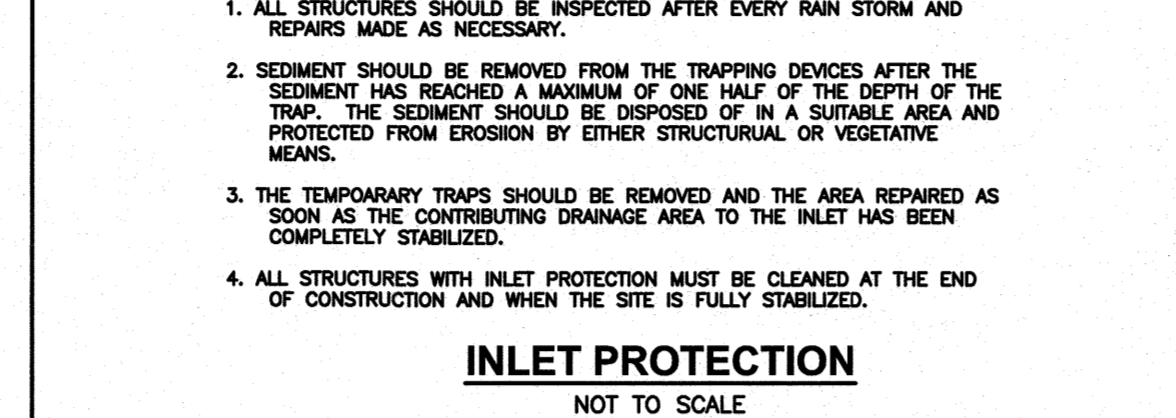 1. ALL STRUCTURES SHOULD BE INSPECTED AFTER EVERY RAIN STORM AND
REPAIRS MADE AS NECESSARY.
2. SEDIMENT SHOULD BE REMOVED FROM THE TRAPPING DEVICES AFTER THE
SEDIMENT HAS REACHED A MAXIMUM OF ONE HALF OF THE DEPTH OF THE
TRAP. THE SEDIMENT SHOULD BE DISPOSED OF IN A SUITABLE AREA AND
PROTECTED FROM EROSIION BY EITHER STRUCTURUAL OR VEGETATIVE
MEANS.
3. THE TEMPOARARY TRAPS SHOULD BE REMOVED AND THE AREA REPAIRED AS
SOON AS THE CONTRIBUTING DRAINAGE AREA TO THE INLET HAS BEEN
COMPLETELY STABILIZED.
4. ALL STRUCTURES WITH INLET PROTECTION MUST BE CLEANED AT THE END
OF CONSTRUCTION AND WHEN THE SITE IS FULLY STABILIZED.
INLET PROTECTION
NOT TO SCALE